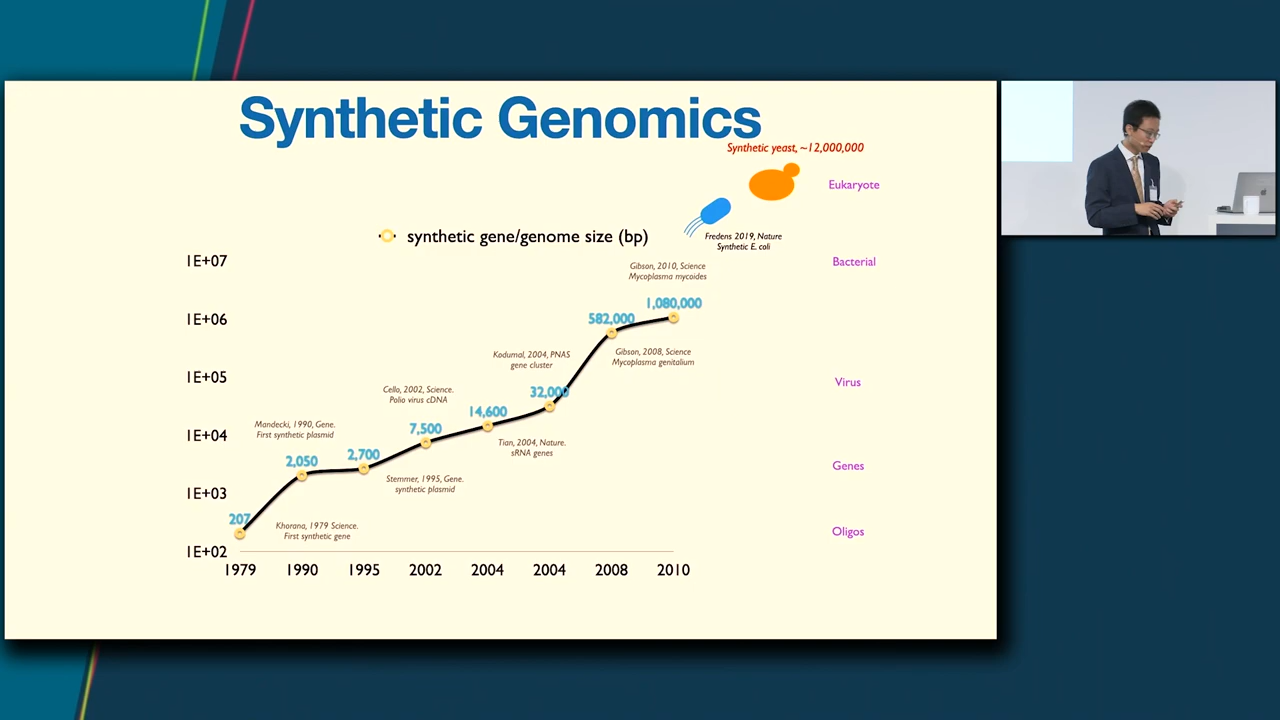 Synthetic Genomics
Synthetic yeast, ~12,000,000
Eukaryote
synthetic gene/genome size (bp)
Fredens 2019, Nature
Synthetic E. coli
1E+07
Bacterial
Gibson, 2010, Science
Mycoplasma mycoides
1,080,000
1E+06
582,000
Kodumal, 2004, PNAS
gene cluster
Gibson, 2008, Science
Mycoplasma genitalium
1E+05
Virus
Cello, 2002, Science.
Polio virus cDNA
32,000
14,600
Mandecki, 1990, Gene.
First synthetic plasmid
7,500
1E+04
Tian, 2004, Nature.
sRNA genes
2,700
2,050
Genes
Stemmer, 1995, Gene.
synthetic plasmid
1E+03
207
Khorana, 1979 Science.
First synthetic gene
Oligos
1E+02
1979 1990 1995 2002 2004 2004 2008 2010